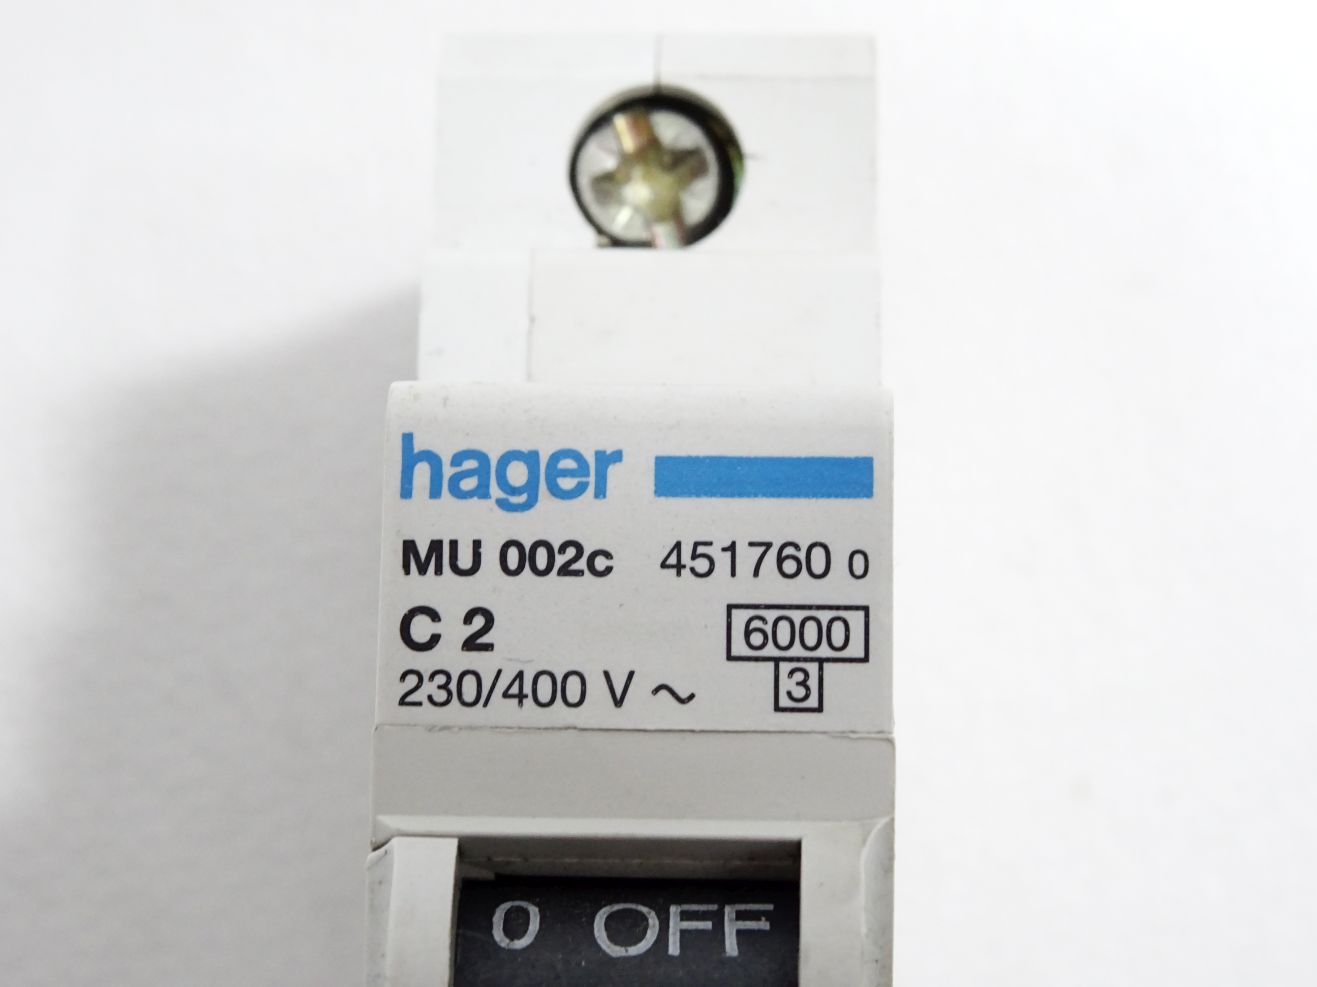 hager
MU 002c 451760 0
C 2 6000
230/400 V ~ 3
0 OFF